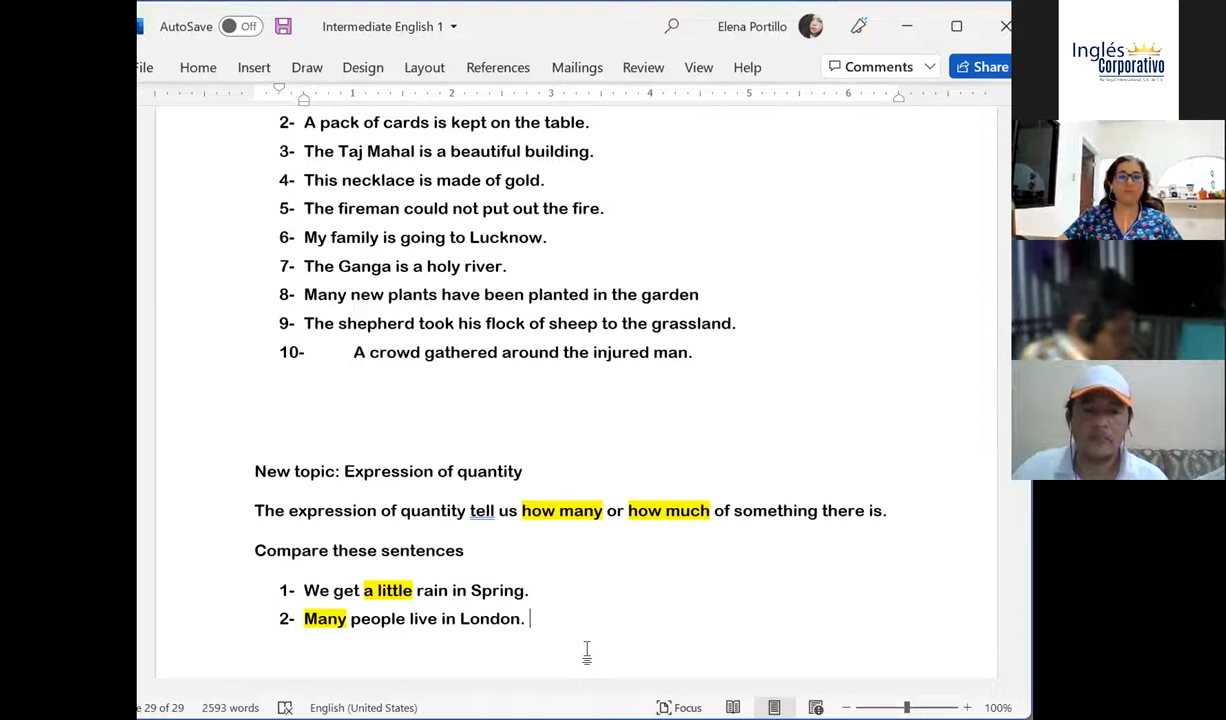 AutoSave Off Intermediate English 1 Elena Portillo
File Home Insert Draw Design Layout References Mailings Review View Help Comments Share
1 2 3 4 5 6
2- A pack of cards is kept on the table.
3- The Taj Mahal is a beautiful building.
4- This necklace is made of gold.
5- The fireman could not put out the fire.
6- My family is going to Lucknow.
7- The Ganga is a holy river.
8- Many new plants have been planted in the garden
9- The shepherd took his flock of sheep to the grassland.
10- A crowd gathered around the injured man.
New topic: Expression of quantity
The expression of quantity tell us how many or how much of something there is.
Compare these sentences
1- We get a little rain in Spring.
2- Many people live in London.
e 29 of 29 2593 words English (United States) Focus 100%
Inglés
Corporativo